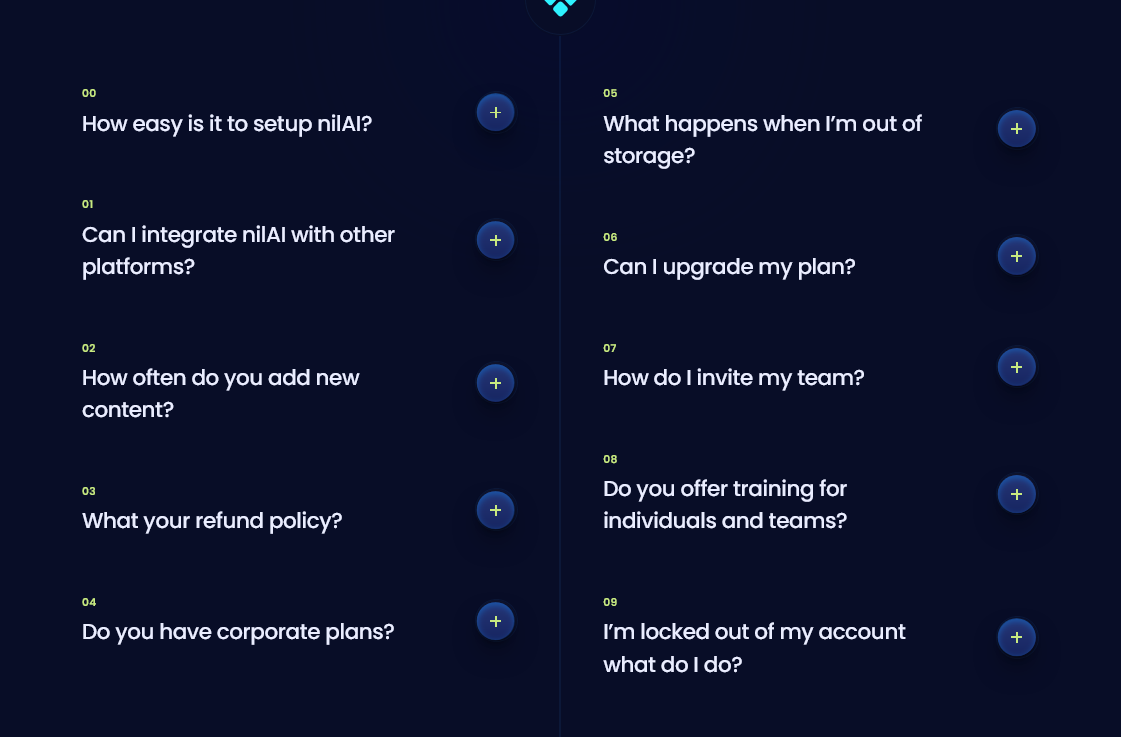 00
How easy is it to setup nilAI?
01
Can I integrate nilAI with other
platforms?
02
How often do you add new
content?
03
What your refund policy?
04
Do you have corporate plans?
05
What happens when I’m out of
storage?
06
Can I upgrade my plan?
07
How do I invite my team?
08
Do you offer training for
individuals and teams?
09
I’m locked out of my account
what do I do?